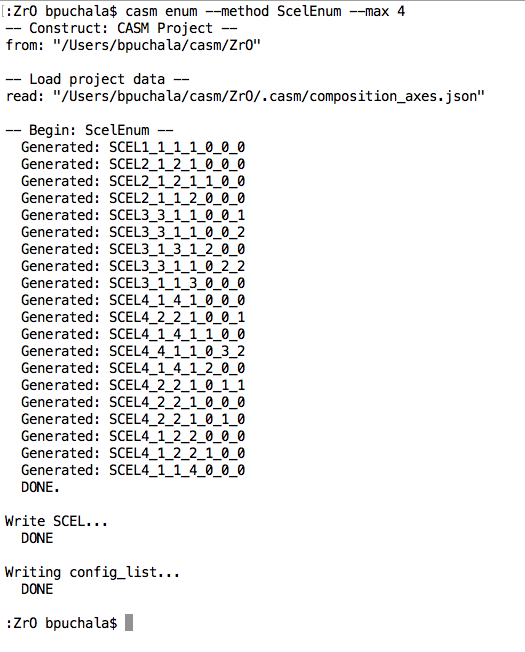 :ZrO bpuchala$ casm enum --method ScelEnum --max 4
-- Construct: CASM Project --
from: "/Users/bpuchala/casm/ZrO"
-- Load project data --
read: "/Users/bpuchala/casm/ZrO/.casm/composition_axes.json"
-- Begin: ScelEnum --
Generated: SCEL1_1_1_1_0_0_0
Generated: SCEL2_1_2_1_0_0_0
Generated: SCEL2_1_2_1_1_0_0
Generated: SCEL2_1_1_2_0_0_0
Generated: SCEL3_3_1_1_0_0_1
Generated: SCEL3_3_1_1_0_0_2
Generated: SCEL3_1_3_1_2_0_0
Generated: SCEL3_3_1_1_0_2_2
Generated: SCEL3_1_1_3_0_0_0
Generated: SCEL4_1_4_1_0_0_0
Generated: SCEL4_2_2_1_0_0_1
Generated: SCEL4_1_4_1_1_0_0
Generated: SCEL4_4_1_1_0_3_2
Generated: SCEL4_1_4_1_2_0_0
Generated: SCEL4_2_2_1_0_1_1
Generated: SCEL4_2_2_1_0_0_0
Generated: SCEL4_2_2_1_0_1_0
Generated: SCEL4_1_2_2_0_0_0
Generated: SCEL4_1_2_2_1_0_0
Generated: SCEL4_1_1_4_0_0_0
DONE.
Write SCEL...
DONE
Writing config_list...
DONE
:ZrO bpuchala$